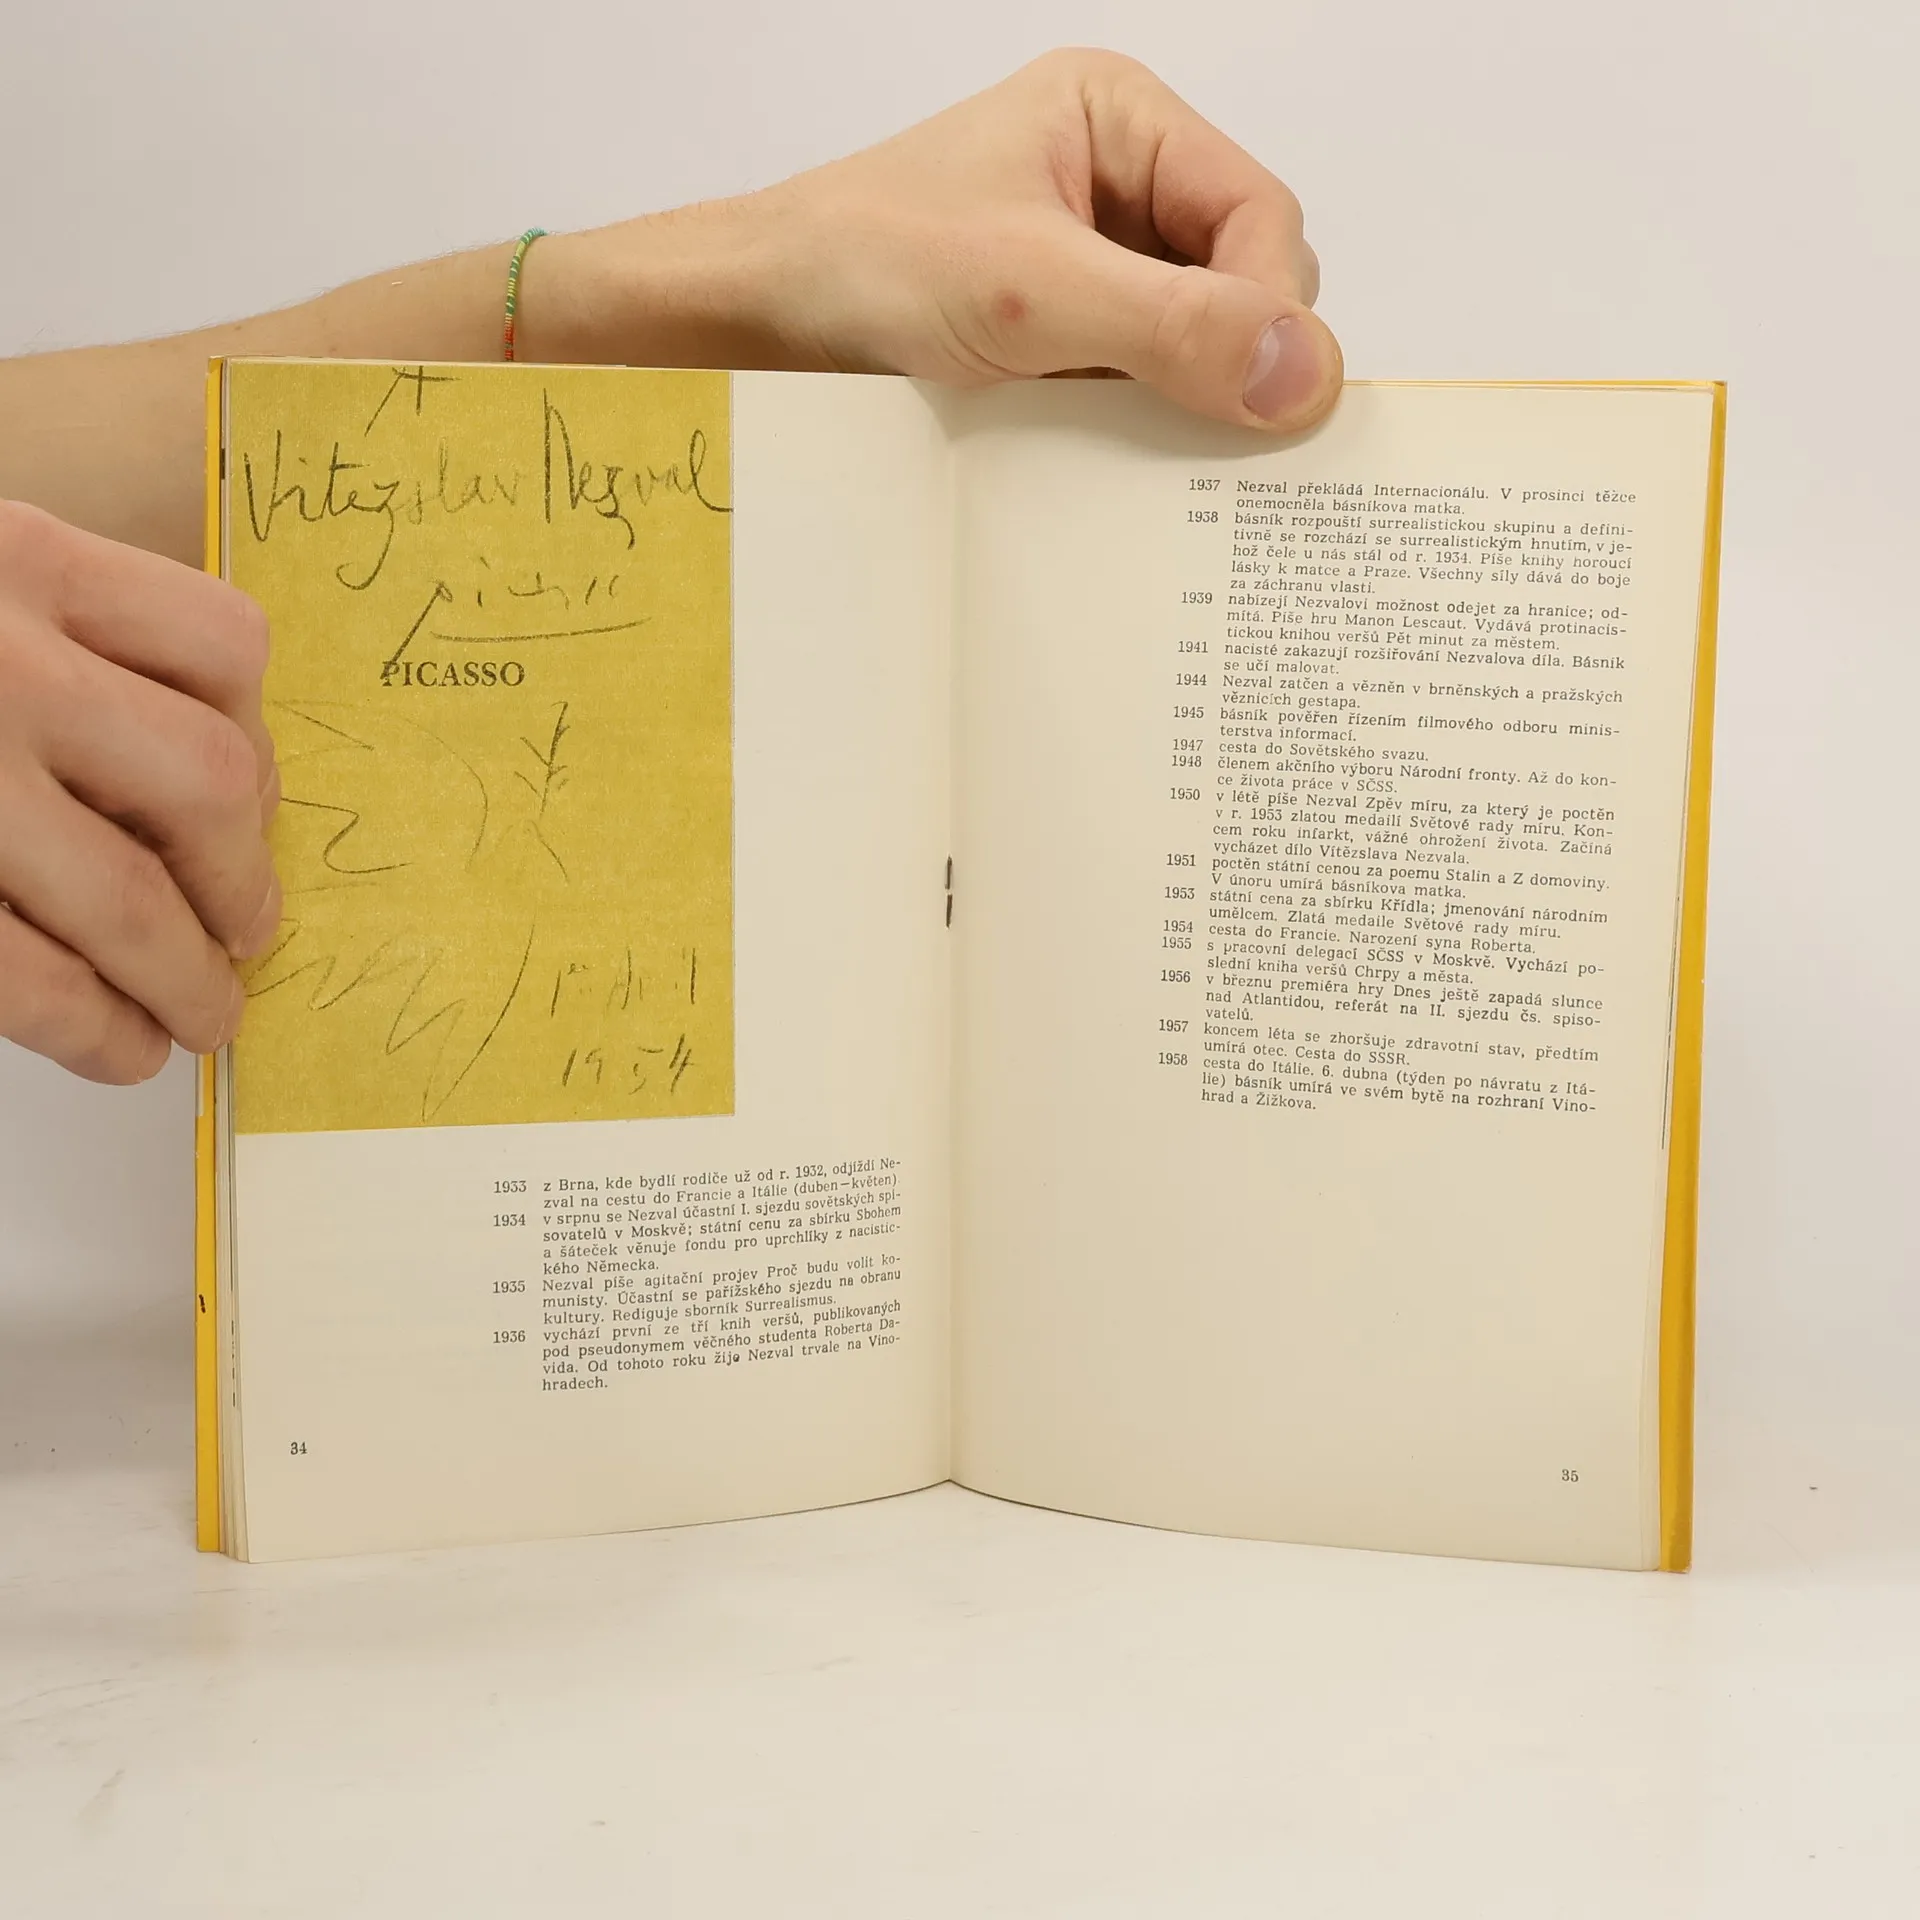 Vitezslav Nezval
PICASSO
1954
1933 z Brna, kde bydlí rodiče už od r. 1932, odjíždí Ne-
zval na cestu do Francie a Itálie (duben—květen).
1934 v srpnu se Nezval účastní I. sjezdu sovětských spi-
sovatelů v Moskvě; státní cenu za sbírku Sbohem
a šáteček věnuje fondu pro uprchlíky z nacistic-
kého Německa.
1935 Nezval píše agitační projev Proč budu volit ko-
munisty. Účastní se pařížského sjezdu na obranu
kultury. Rediguje sborník Surrealismus.
1936 vychází první ze tří knih veršů, publikovaných
pod pseudonymem věčného studenta Roberta Da-
vida. Od tohoto roku žije Nezval trvale na Vino-
hradech.
34
1937 Nezval překládá Internacionálu. V prosinci těžce
onemocněla básníkova matka.
1938 básník rozpouští surrealistickou skupinu a defini-
tivně se rozchází se surrealistickým hnutím, v je-
hož čele u nás stál od r. 1934. Píše knihy horoucí
lásky k matce a Praze. Všechny síly dává do boje
za záchranu vlasti.
1939 nabízejí Nezvalovi možnost odejet za hranice; od-
mítá. Píše hru Manon Lescaut. Vydává protinacis-
tickou knihou veršů Pět minut za městem.
1941 nacisté zakazují rozšiřování Nezvalova díla. Básník
se učí malovat.
1944 Nezval zatčen a vězněn v brněnských a pražských
věznicích gestapa.
1945 básník pověřen řízením filmového odboru minis-
terstva informací.
1947 cesta do Sovětského svazu.
1948 členem akčního výboru Národní fronty. Až do kon-
ce života práce v SČSS.
1950 v létě píše Nezval Zpěv míru, za který je poctěn
v r. 1953 zlatou medailí Světové rady míru. Kon-
cem roku infarkt, vážné ohrožení života. Začíná
vycházet dílo Vítězslava Nezvala.
1951 poctěn státní cenou za poemu Stalin a Z domoviny.
V únoru umírá básníkova matka.
1953 státní cena za sbírku Křídla; jmenování národním
umělcem. Zlatá medaile Světové rady míru.
1954 cesta do Francie. Narození syna Roberta.
1955 s pracovní delegací SČSS v Moskvě. Vychází po-
slední kniha veršů Chrpy a města.
1956 v březnu premiéra hry Dnes ještě zapadá slunce
nad Atlantidou, referát na II. sjezdu čs. spiso-
vatelů.
1957 koncem léta se zhoršuje zdravotní stav, předtím
umírá otec. Cesta do SSSR.
1958 cesta do Itálie. 6. dubna (týden po návratu z Itá-
lie) básník umírá ve svém bytě na rozhraní Vino-
hrad a Žižkova.
35